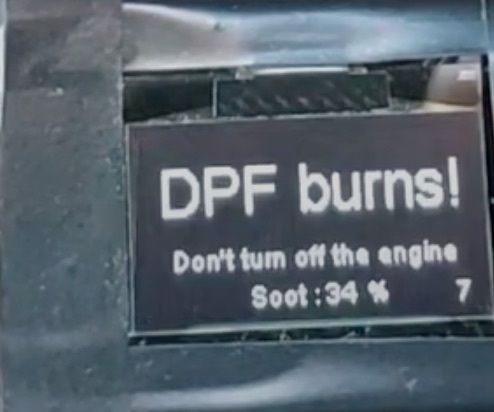 DPF burns!
Don't turn off the engine
Soot:34 % 7